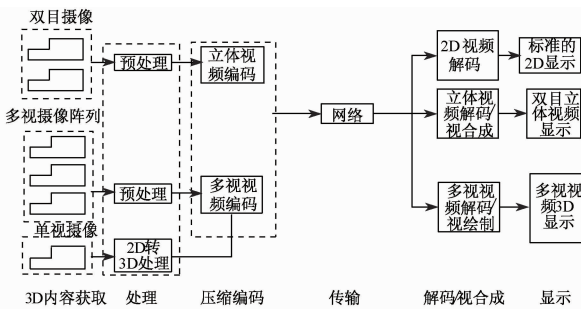 双目摄像
多视摄像阵列
单视摄像
预处理
预处理
2D转
3D处理
立体视
频编码
多视视
频编码
网络
2D视频
解码
立体视
频解码/
视合成
多视视
频解码/
视绘制
标准的
2D显示
双目立
体视频
显示
多视视
频3D
显示
3D内容获取
处理
压缩编码
传输
解码/视合成
显示